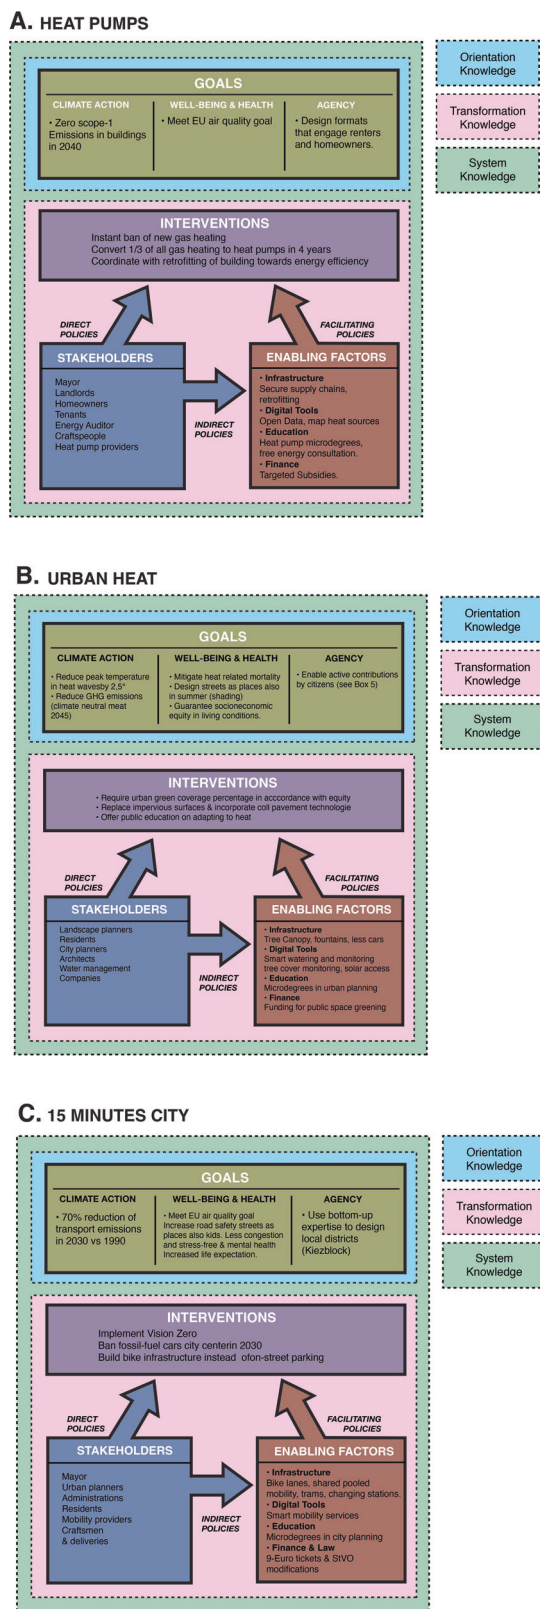 A. HEAT PUMPS
Orientation
Knowledge
Transformation
Knowledge
System
Knowledge
GOALS
CLIMATE ACTION
• Zero scope-1
Emissions in buildings
in 2040
WELL-BEING & HEALTH
• Meet EU air quality goal
AGENCY
• Design formats
that engage renters
and homeowners.
INTERVENTIONS
Instant ban of new gas heating
Convert 1/3 of all gas heating to heat pumps in 4 years
Coordinate with retrofitting of building towards energy efficiency
DIRECT
POLICIES
FACILITATING
POLICIES
STAKEHOLDERS
Mayor
Landlords
Homeowners
Tenants
Energy Auditor
Craftspeople
Heat pump providers
INDIRECT
POLICIES
ENABLING FACTORS
• Infrastructure
Secure supply chains,
retrofitting
• Digital Tools
Open Data, map heat sources
• Education
Heat pump microdegrees,
free energy consultation.
• Finance
Targeted Subsidies.
B. URBAN HEAT
Orientation
Knowledge
Transformation
Knowledge
System
Knowledge
GOALS
CLIMATE ACTION
• Reduce peak temperature
in heat wavesby 2,5°
• Reduce GHG emissions
(climate neutral meat
2045)
WELL-BEING & HEALTH
• Mitigate heat related mortality
• Design streets as places also
in summer (shading)
• Guarantee socioeconomic
equity in living conditions.
AGENCY
• Enable active contributions
by citizens (see Box 5)
INTERVENTIONS
• Require urban green coverage percentage in acccordance with equity
• Replace impervious surfaces & incorporate coll pavement technologie
• Offer public education on adapting to heat
DIRECT
POLICIES
FACILITATING
POLICIES
STAKEHOLDERS
Landscape planners
Residents
City planners
Architects
Water management
Companies
INDIRECT
POLICIES
ENABLING FACTORS
• Infrastructure
Tree Canopy, fountains, less cars
• Digital Tools
Smart watering and monitoring
tree cover monitoring, solar access
• Education
Microdegrees in urban planning
• Finance
Funding for public space greening
C. 15 MINUTES CITY
Orientation
Knowledge
Transformation
Knowledge
System
Knowledge
GOALS
CLIMATE ACTION
• 70% reduction of
transport emissions
in 2030 vs 1990
WELL-BEING & HEALTH
• Meet EU air quality goal
Increase road safety streets as
places also kids. Less congestion
and stress-free & mental health
Increased life expectation.
AGENCY
• Use bottom-up
expertise to design
local districts
(Kiezblock)
INTERVENTIONS
Implement Vision Zero
Ban fossil-fuel cars city centerin 2030
Build bike infrastructure instead ofon-street parking
DIRECT
POLICIES
FACILITATING
POLICIES
STAKEHOLDERS
Mayor
Urban planners
Administrations
Residents
Mobility providers
Craftsmen
& deliveries
INDIRECT
POLICIES
ENABLING FACTORS
• Infrastructure
Bike lanes, shared pooled
mobility, trams, changing stations.
• Digital Tools
Smart mobility services
• Education
Microdegrees in city planning
• Finance & Law
9-Euro tickets & StVO
modifications